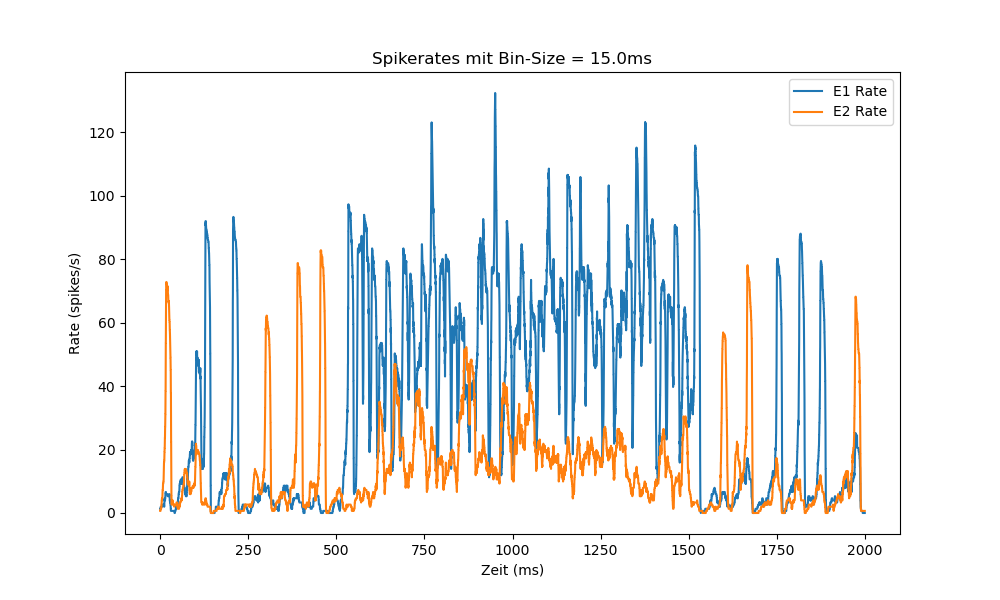 Spikerates mit Bin-Size = 15.0ms
E1 Rate
E2 Rate
120
100
80
60
40
20
0
Rate (spikes/s)
0 250 500 750 1000 1250 1500 1750 2000
Zeit (ms)